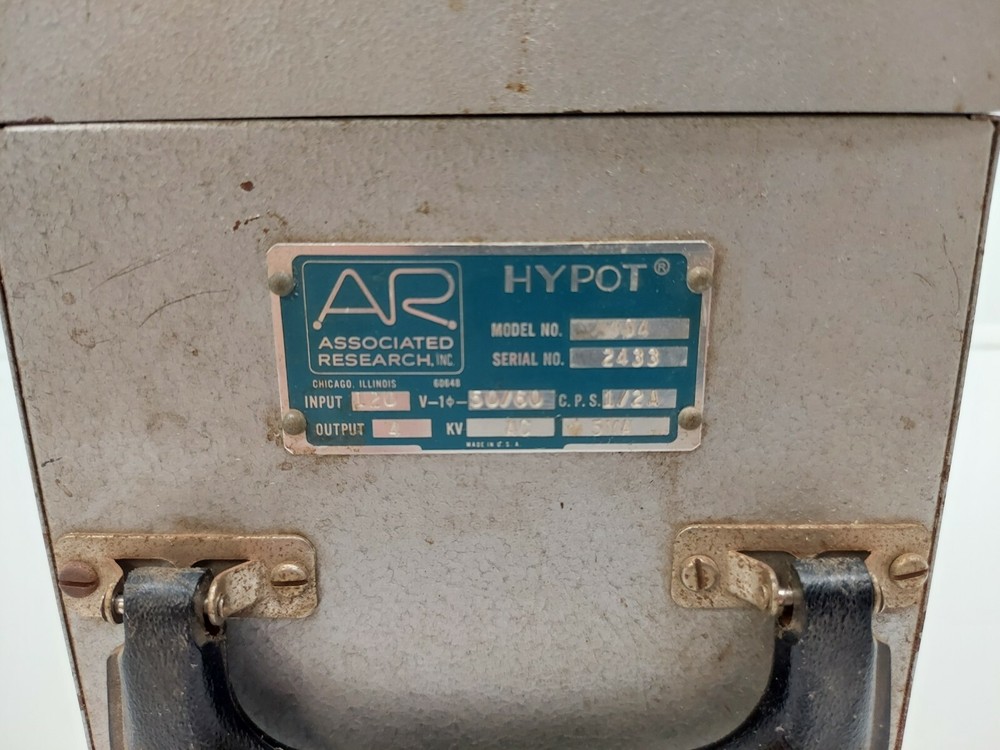 AR
HYPOT®
ASSOCIATED
RESEARCH, INC.
MODEL NO. 404
SERIAL NO. 2433
CHICAGO, ILLINOIS 60648
INPUT 120 V-1ϕ-50/60 C.P.S. 1/2A
OUTPUT 4 KV AC
MADE IN U.S.A.